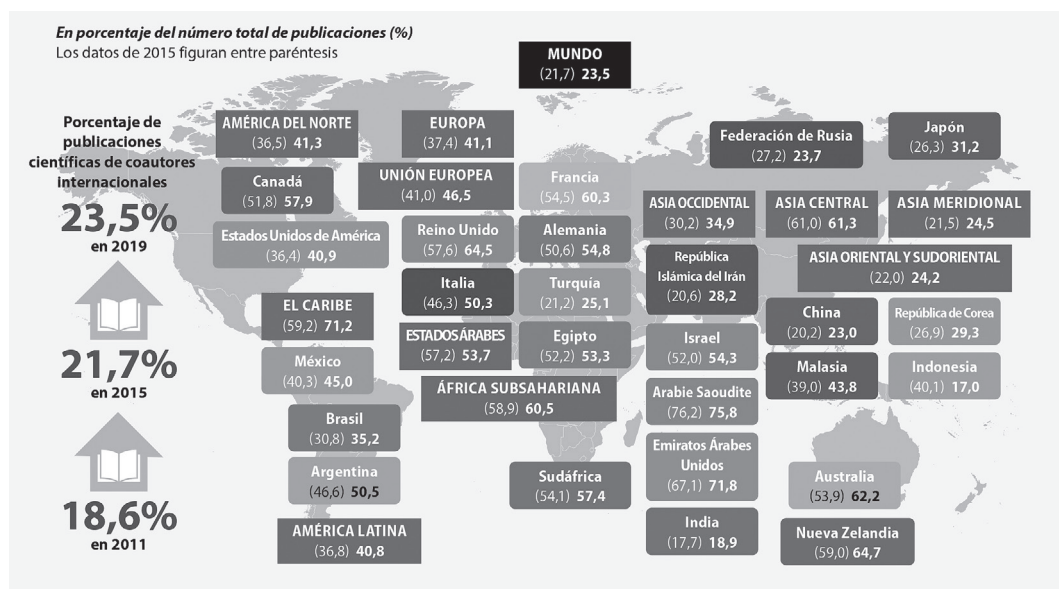 En porcentaje del número total de publicaciones (%)
Los datos de 2015 figuran entre paréntesis
MUNDO
(21,7) 23,5
Porcentaje de
publicaciones
científicas de coautores
internacionales
23,5%
en 2019
21,7%
en 2015
18,6%
en 2011
AMÉRICA DEL NORTE
(36,5) 41,3
Canadá
(51,8) 57,9
Estados Unidos de América
(36,4) 40,9
EL CARIBE
(59,2) 71,2
México
(40,3) 45,0
Brasil
(30,8) 35,2
Argentina
(46,6) 50,5
AMÉRICA LATINA
(36,8) 40,8
EUROPA
(37,4) 41,1
UNIÓN EUROPEA
(41,0) 46,5
Francia
(54,5) 60,3
Reino Unido
(57,6) 64,5
Alemania
(50,6) 54,8
Italia
(46,3) 50,3
Turquía
(21,2) 25,1
ESTADOS ÁRABES
(57,2) 53,7
Egipto
(52,2) 53,3
ÁFRICA SUBSAHARIANA
(58,9) 60,5
Sudáfrica
(54,1) 57,4
Federación de Rusia
(27,2) 23,7
Japón
(26,3) 31,2
ASIA OCCIDENTAL
(30,2) 34,9
ASIA CENTRAL
(61,0) 61,3
ASIA MERIDIONAL
(21,5) 24,5
República
Islámica del Irán
(20,6) 28,2
ASIA ORIENTAL Y SUDORIENTAL
(22,0) 24,2
China
(20,2) 23,0
República de Corea
(26,9) 29,3
Israel
(52,0) 54,3
Malasia
(39,0) 43,8
Indonesia
(40,1) 17,0
Arabie Saoudite
(76,2) 75,8
Emiratos Árabes
Unidos
(67,1) 71,8
India
(17,7) 18,9
Australia
(53,9) 62,2
Nueva Zelandia
(59,0) 64,7